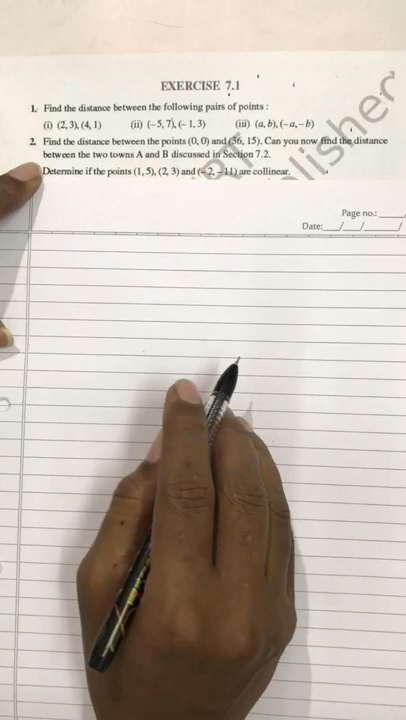 EXERCISE 7.1
1. Find the distance between the following pairs of points :
(i) (2, 3), (4, 1) (ii) (–5, 7), (–1, 3) (iii) (a, b), (–a, –b)
2. Find the distance between the points (0, 0) and (36, 15). Can you now find the distance
between the two towns A and B discussed in Section 7.2.
Determine if the points (1, 5), (2, 3) and (–2, –11) are collinear.
Page no.:
Date: / /